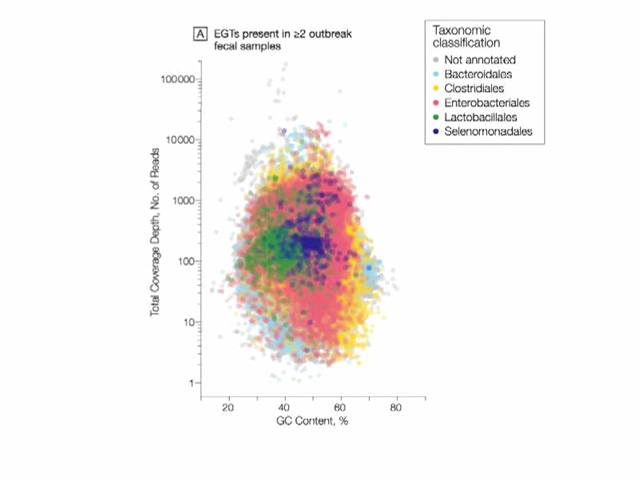 A EGTs present in ≥2 outbreak
fecal samples
Taxonomic
classification
Not annotated
Bacteroidales
Clostridiales
Enterobacteriales
Lactobacillales
Selenomonadales
Total Coverage Depth, No. of Reads
100000
10000
1000
100
10
1
20 40 60 80
GC Content, %